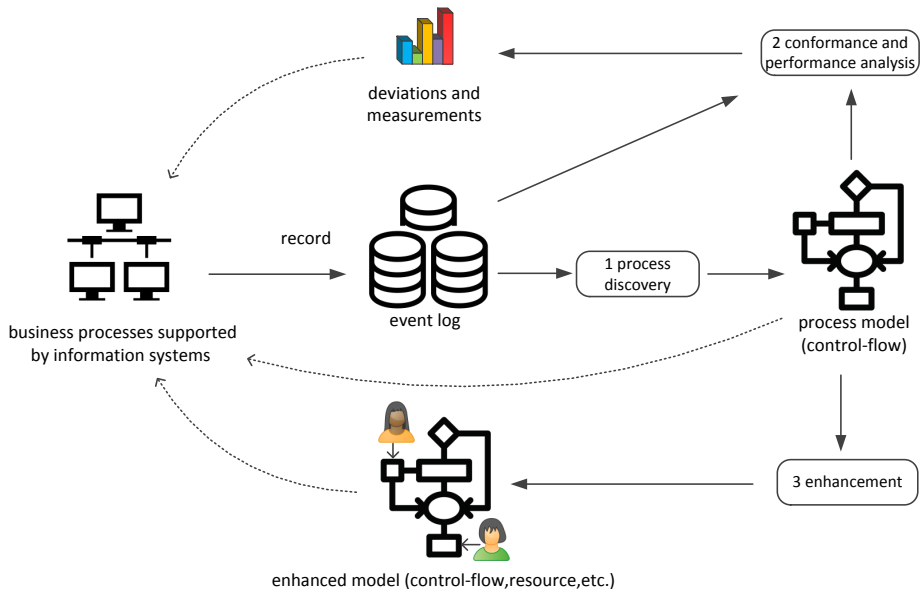 2 conformance and
performance analysis
deviations and
measurements
record
1 process
discovery
event log
process model
(control-flow)
business processes supported
by information systems
3 enhancement
enhanced model (control-flow,resource,etc.)